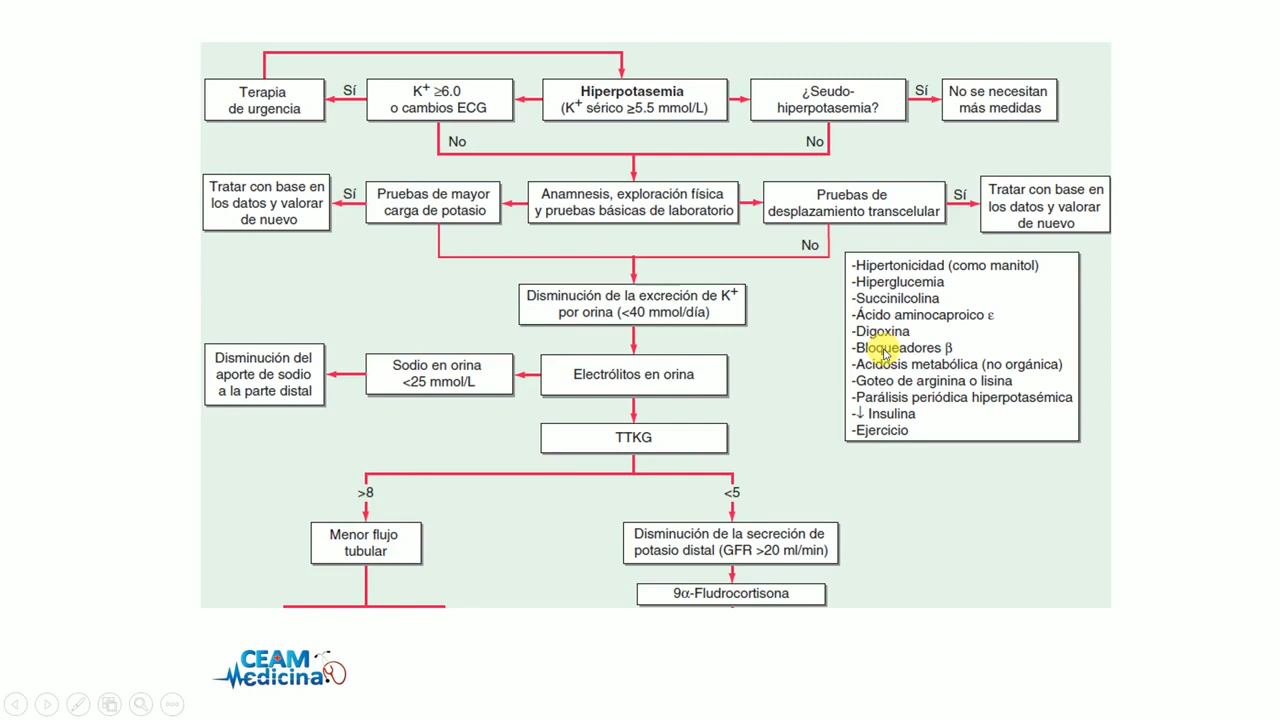 Terapia
de urgencia
Sí
K+ ≥6.0
o cambios ECG
Hiperpotasemia
(K+ sérico ≥5.5 mmol/L)
¿Seudo-
hiperpotasemia?
Sí
No se necesitan
más medidas
No
No
Tratar con base en
los datos y valorar
de nuevo
Sí
Pruebas de mayor
carga de potasio
Anamnesis, exploración física
y pruebas básicas de laboratorio
Pruebas de
desplazamiento transcelular
Sí
Tratar con base en
los datos y valorar
de nuevo
No
-Hipertonicidad (como manitol)
-Hiperglucemia
-Succinilcolina
-Ácido aminocaproico ε
-Digoxina
-Bloqueadores β
-Acidosis metabólica (no orgánica)
-Goteo de arginina o lisina
-Parálisis periódica hiperpotasémica
-↓ Insulina
-Ejercicio
Disminución de la excreción de K+
por orina (<40 mmol/día)
Disminución del
aporte de sodio
a la parte distal
Sodio en orina
<25 mmol/L
Electrólitos en orina
TTKG
>8
<5
Menor flujo
tubular
Disminución de la secreción de
potasio distal (GFR >20 ml/min)
9α-Fludrocortisona
CEAM
Medicina